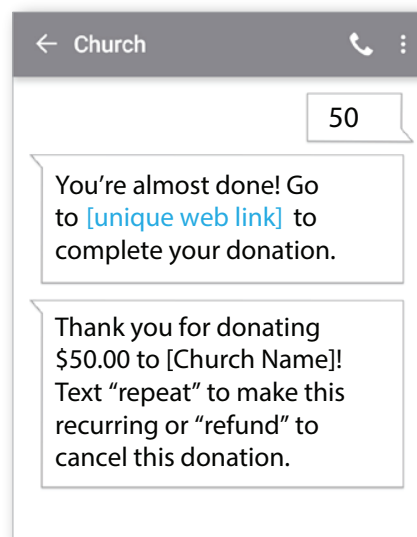 Church
50
You’re almost done! Go
to [unique web link] to
complete your donation.
Thank you for donating
$50.00 to [Church Name]!
Text “repeat” to make this
recurring or “refund” to
cancel this donation.